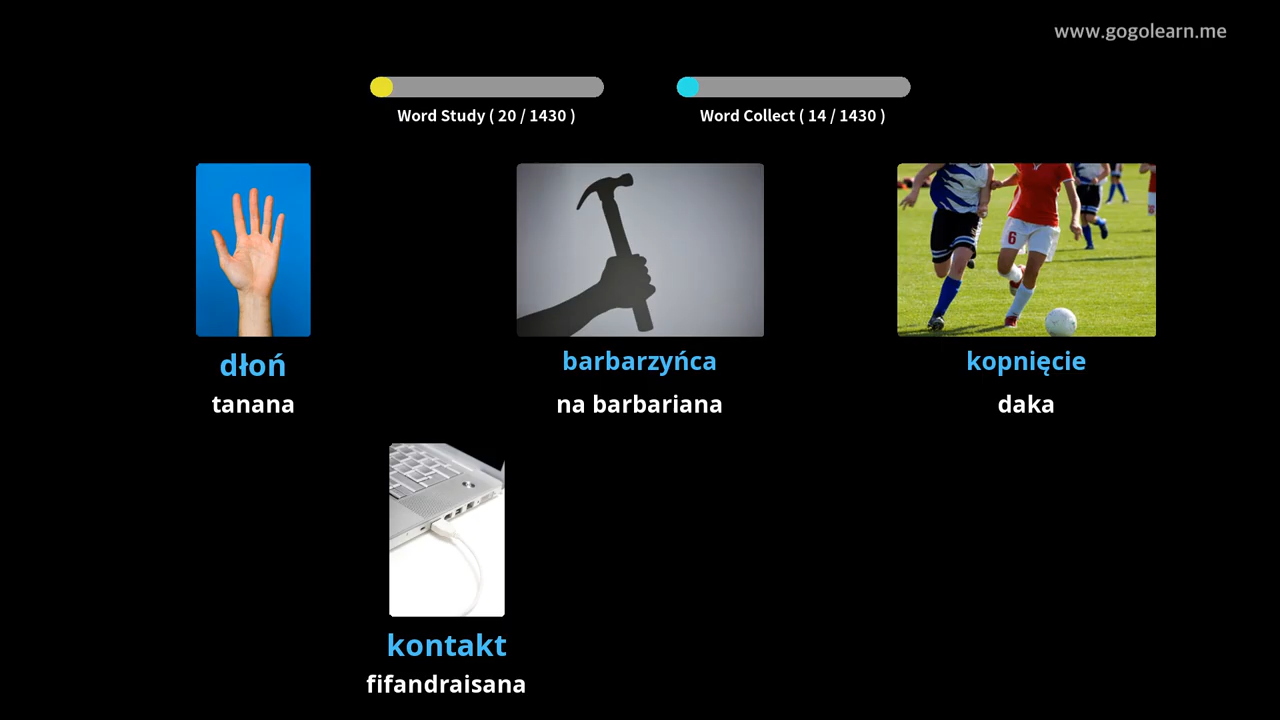 www.gogolearn.me
Word Study ( 20 / 1430 )
Word Collect ( 14 / 1430 )
6
dłoń
barbarzyńca
kopnięcie
tanana
na barbariana
daka
kontakt
fifandraisana